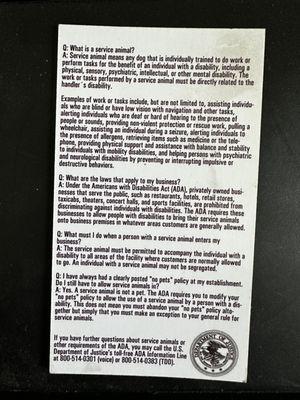 Q: What is a service animal?
A: Service animal means any dog that is individually trained to do work or
perform tasks for the benefit of an individual with a disability, including a
physical, sensory, psychiatric, intellectual, or other mental disability. The
work or tasks performed by a service animal must be directly related to the
handler´s disability.
Examples of work or tasks include, but are not limited to, assisting individu-
als who are blind or have low vision with navigation and other tasks,
alerting individuals who are deaf or hard of hearing to the presence of
people or sounds, providing non-violent protection or rescue work, pulling a
wheelchair, assisting an individual during a seizure, alerting individuals to
the presence of allergens, retrieving items such as medicine or the tele-
phone, providing physical support and assistance with balance and stability
to individuals with mobility disabilities, and helping persons with psychiatric
and neurological disabilities by preventing or interrupting impulsive or
destructive behaviors.
Q: What are the laws that apply to my business?
A: Under the Americans with Disabilities Act (ADA), privately owned busi-
nesses that serve the public, such as restaurants, hotels, retail stores,
taxicabs, theaters, concert halls, and sports facilities, are prohibited from
discriminating against individuals with disabilities. The ADA requires these
businesses to allow people with disabilities to bring their service animals
onto business premises in whatever areas customers are generally allowed.
Q: What must I do when a person with a service animal enters my
business?
A: The service animal must be permitted to accompany the individual with a
disability to all areas of the facility where customers are normally allowed
to go. An individual with a service animal may not be segregated.
Q: I have always had a clearly posted "no pets" policy at my establishment.
Do I still have to allow service animals in?
A: Yes. A service animal is not a pet. The ADA requires you to modify your
"no pets" policy to allow the use of a service animal by a person with a dis-
ability. This does not mean you must abandon your "no pets" policy alto-
gether but simply that you must make an exception to your general rule for
service animals.
If you have further questions about service animals or
other requirements of the ADA, you may call the U.S.
Department of Justice's toll-free ADA Information Line
at 800-514-0301 (voice) or 800-514-0383 (TDD).
DEPARTMENT OF JUSTICE